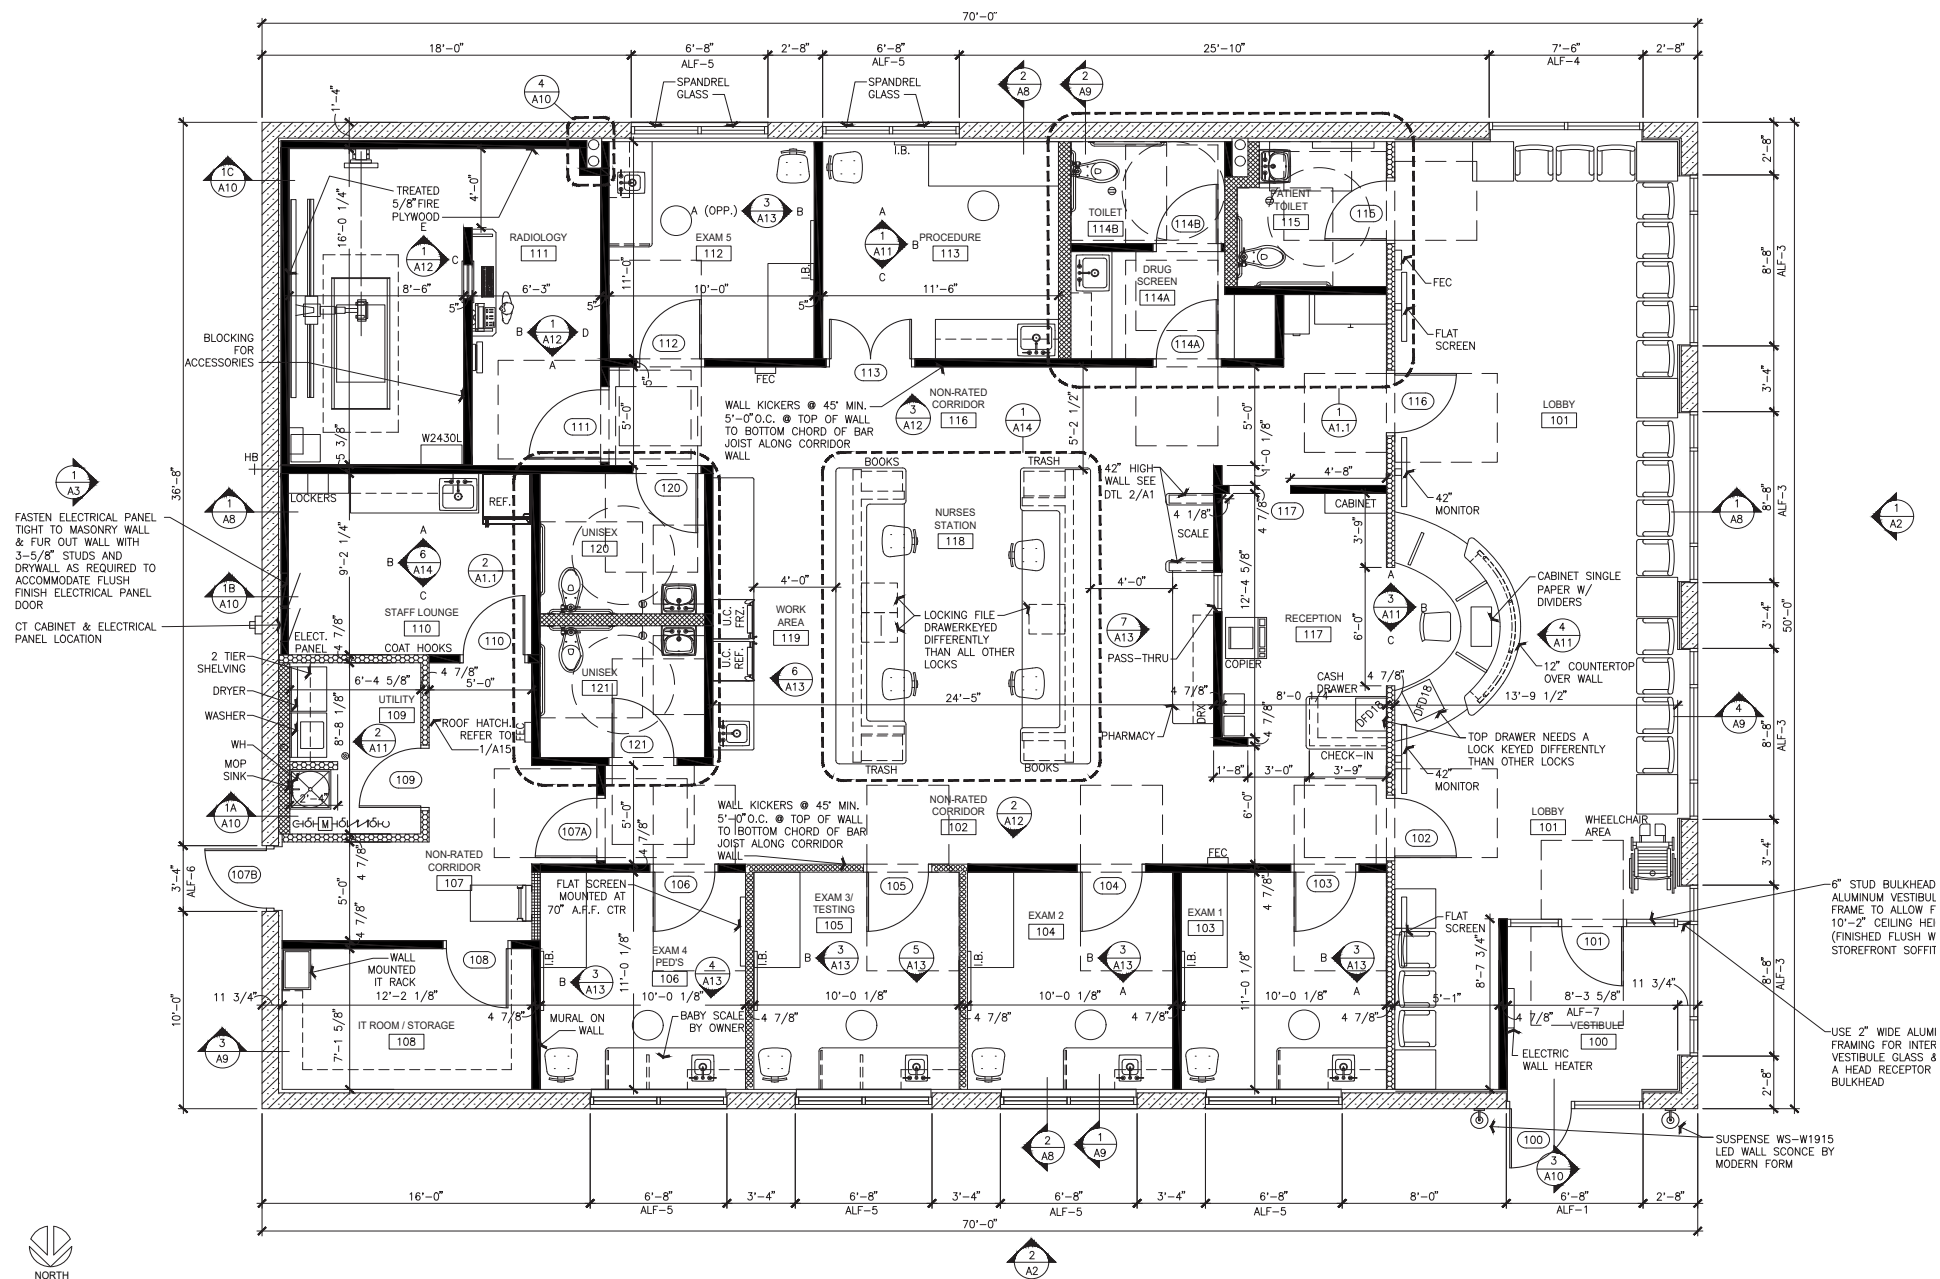 70'-0"
18'-0"
6'-8"
2'-8"
6'-8"
25'-10"
7'-6"
2'-8"
ALF-5
ALF-5
ALF-4
SPANDREL
GLASS
SPANDREL
GLASS
4
A10
2
A8
2
A9
1'-4"
I.B.
1C
A10
TREATED
5/8"FIRE
PLYWOOD
E
4'-0"
16'-0 1/4"
RADIOLOGY
111
1
A12
C
A (OPP.)
3
A13
B
EXAM 5
112
I.B.
A
1
A11
B
C
PROCEDURE
113
TOILET
114B
114B
PATIENT
TOILET
115
115
DRUG
SCREEN
114A
114A
2'-8"
8'-8"
ALF-3
FEC
FLAT
SCREEN
8'-6"
5"
6'-3"
5"
11'-0"
10'-0"
5"
11'-6"
B
1
A12
D
A
BLOCKING
FOR
ACCESSORIES
112
FEC
113
5"
5'-0"
WALL KICKERS @ 45° MIN.
5'-0"O.C. @ TOP OF WALL
TO BOTTOM CHORD OF BAR
JOIST ALONG CORRIDOR
WALL
3
A12
NON-RATED
CORRIDOR
116
1
A14
5'-2 1/2"
5'-0"
1'-0 1/8"
1
A1.1
116
LOBBY
101
3'-4"
111
5 3/8"
W2430L
HB
1
A3
36'-8"
1
A8
LOCKERS
REF.
120
BOOKS
TRASH
42" HIGH
WALL SEE
DTL 2/A1
4'-8"
42"
MONITOR
CABINET
117
4 1/8"
4 7/8"
3'-9"
SCALE
FASTEN ELECTRICAL PANEL
TIGHT TO MASONRY WALL
& FUR OUT WALL WITH
3-5/8" STUDS AND
DRYWALL AS REQUIRED TO
ACCOMMODATE FLUSH
FINISH ELECTRICAL PANEL
DOOR
9'-2 1/4"
A
B
6
A14
C
2
A1.1
UNISEX
120
NURSES
STATION
118
8'-8"
ALF-3
1
A8
1
A2
1B
A10
CT CABINET & ELECTRICAL
PANEL LOCATION
STAFF LOUNGE
110
COAT HOOKS
ELECT.
PANEL
4 7/8"
110
4'-0"
WORK
AREA
119
U.C.
FRZ.
U.C.
REF.
LOCKING FILE
DRAWERKEYED
DIFFERENTLY
THAN ALL OTHER
LOCKS
4'-0"
7
A13
PASS-THRU
12'-4 5/8"
COPIER
RECEPTION
117
6'-0"
A
3
A11
B
C
CABINET SINGLE
PAPER W/
DIVIDERS
4
A11
12" COUNTERTOP
OVER WALL
3'-4"
50'-0"
2 TIER
SHELVING
DRYER
WASHER
WH
MOP
SINK
6'-4 5/8"
4 7/8"
5'-0"
UTILITY
109
8'-8 1/8"
2
A11
ROOF HATCH.
REFER TO
1/A15
FEC
UNISEX
121
121
6
A13
24'-5"
4 7/8"
8'-0 1/4"
CASH
DRAWER
4 7/8"
DFD18
DFD18
13'-9 1/2"
4
A9
DRX
PHARMACY
4 7/8"
CHECK-IN
TOP DRAWER NEEDS A
LOCK KEYED DIFFERENTLY
THAN OTHER LOCKS
42"
MONITOR
8'-8"
ALF-3
1A
A10
2'-4"
M
109
TRASH
BOOKS
1'-8"
3'-0"
3'-9"
6'-0"
107A
5'-0"
4 7/8"
WALL KICKERS @ 45° MIN.
5'-0"O.C. @ TOP OF WALL
TO BOTTOM CHORD OF BAR
JOIST ALONG CORRIDOR
WALL
NON-RATED
CORRIDOR
102
2
A12
FEC
102
LOBBY
101
WHEELCHAIR
AREA
3'-4"
107B
3'-4"
ALF-6
4 7/8"
5'-0"
4 7/8"
NON-RATED
CORRIDOR
107
FLAT SCREEN
MOUNTED AT
70" A.F.F. CTR
106
105
104
103
4 7/8"
EXAM 3/
TESTING
105
EXAM 2
104
EXAM 1
103
FLAT
SCREEN
6" STUD BULKHEAD
FRAME TO ALLOW F
10'-2" CEILING HEI
(FINISHED FLUSH W
STOREFRONT SOFFIT
101
108
WALL
MOUNTED
IT RACK
I.B.
EXAM 4
PED'S
106
B
3
A13
4
A13
11'-0 1/8"
I.B.
B
3
A13
5
A13
I.B.
B
3
A13
A
I.B.
11'-0 1/8"
B
3
A13
A
8'-7 3/4"
8'-8"
ALF-3
10'-0"
11 3/4"
12'-2 1/8"
4 7/8"
10'-0 1/8"
4 7/8"
10'-0 1/8"
10'-0 1/8"
4 7/8"
10'-0 1/8"
5'-1"
4 7/8"
8'-3 5/8"
11 3/4"
ALF-7
VESTIBULE
100
7'-1 5/8"
IT ROOM / STORAGE
108
MURAL ON
WALL
BABY SCALE
BY OWNER
ELECTRIC
WALL HEATER
3
A9
FRAMING FOR INTER
VESTIBULE GLASS &
A HEAD RECEPTOR
BULKHEAD
2'-8"
2
A8
1
A9
100
3
A10
SUSPENSE WS-W1915
LED WALL SCONCE BY
MODERN FORM
16'-0"
6'-8"
3'-4"
6'-8"
3'-4"
6'-8"
3'-4"
6'-8"
8'-0"
6'-8"
2'-8"
ALF-5
ALF-5
ALF-5
ALF-5
ALF-1
70'-0"
2
A2
NORTH